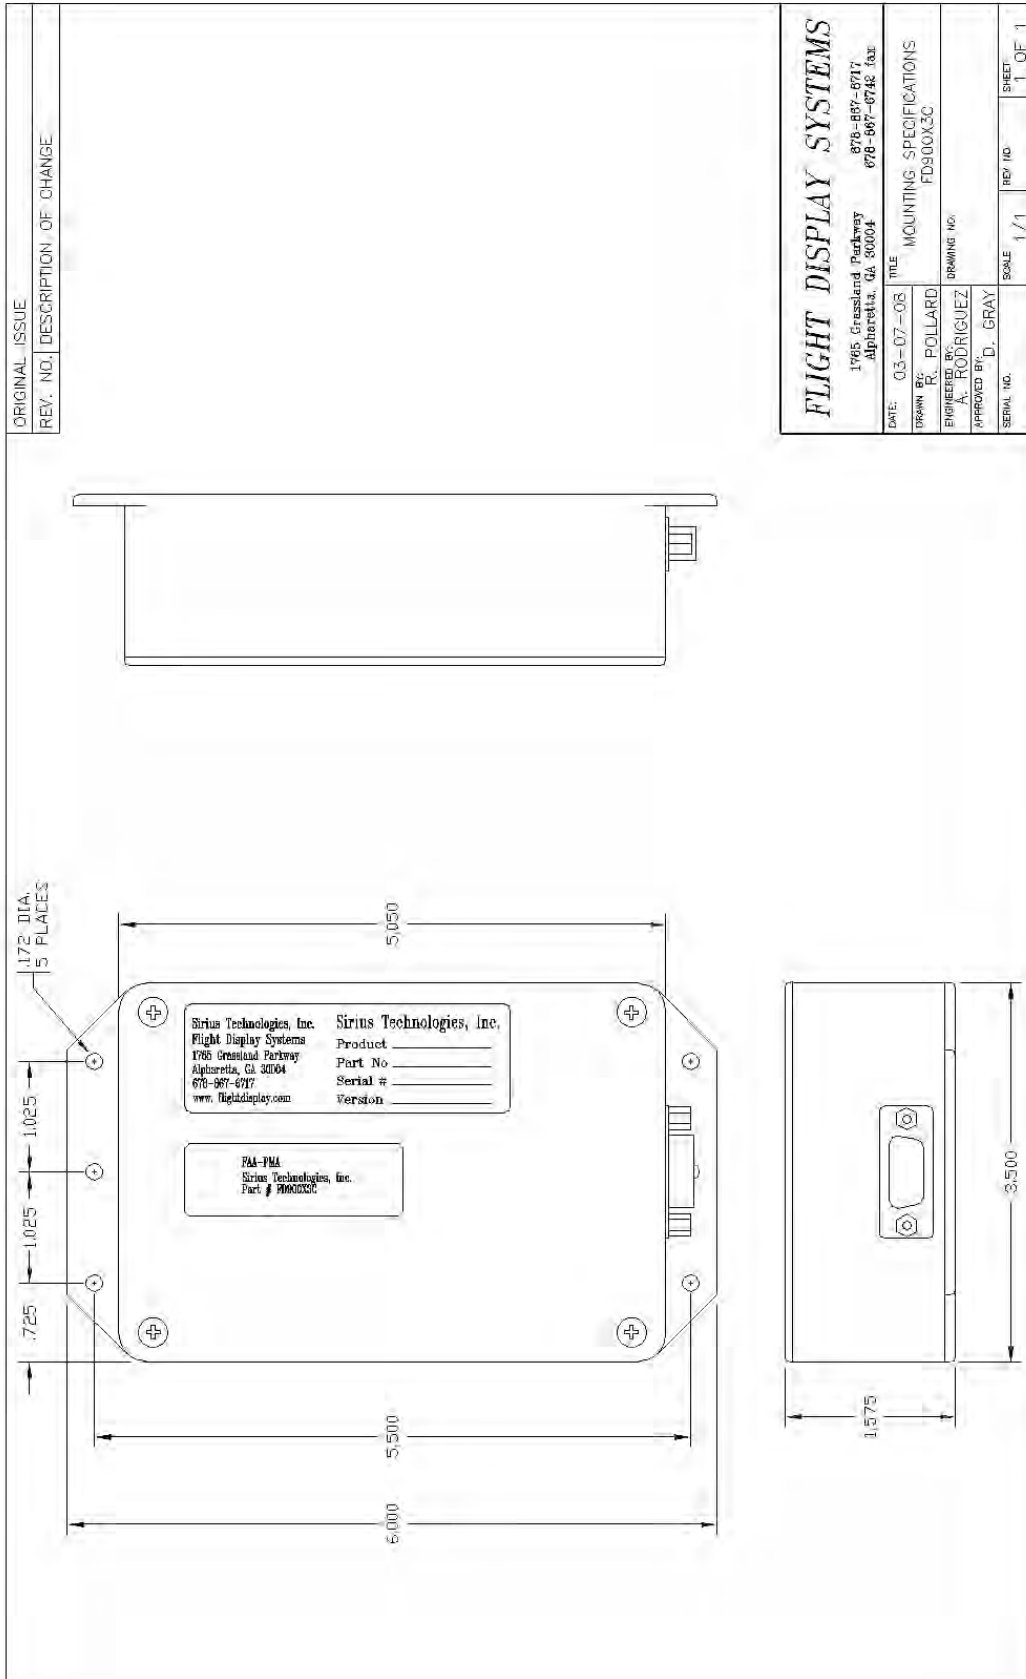 ORIGINAL ISSUE
REV. NO. DESCRIPTION OF CHANGE
.172 DIA.
5 PLACES
.725
1.025
1.025
5.050
5.500
6.000
Sirius Technologies, Inc.
Flight Display Systems
1765 Grassland Parkway
Alpharetta, GA 30004
678-867-6717
www. flightdisplay.com
Sirius Technologies, Inc.
Product
Part No
Serial #
Version
FAA-PMA
Sirius Technologies, Inc.
Part # FD900X3C
1.575
3.500
FLIGHT DISPLAY SYSTEMS
1765 Grassland Parkway
Alpharetta, GA 30004
678-867-6717
678-867-6742 fax
DATE: 03-07-08
TITLE
MOUNTING SPECIFICATIONS
FD900X3C
DRAWN BY: R. POLLARD
ENGINEERED BY: A. RODRIGUEZ
DRAWING NO.
APPROVED BY: D. GRAY
SERIAL NO.
SCALE 1/1
REV NO
SHEET 1 OF 1